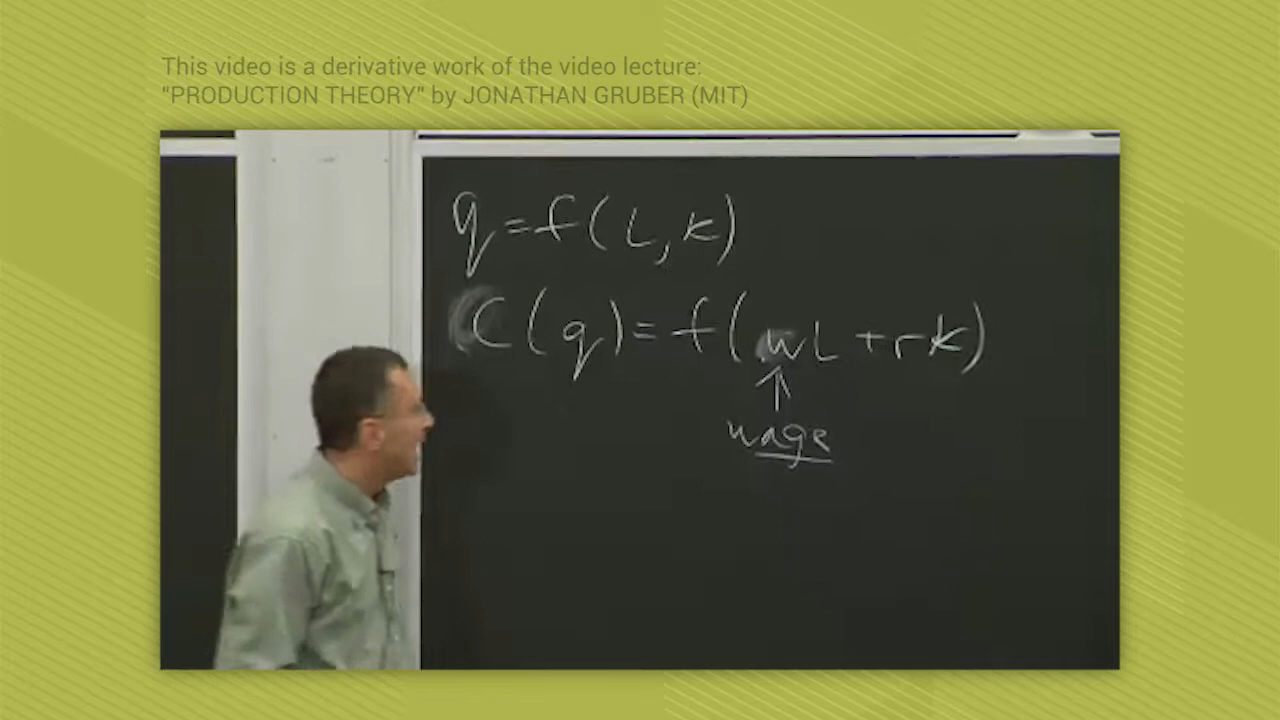 This video is a derivative work of the video lecture:
"PRODUCTION THEORY" by JONATHAN GRUBER (MIT)
q=f(L,K)
C(q)=f(wL+rK)
↑
wage